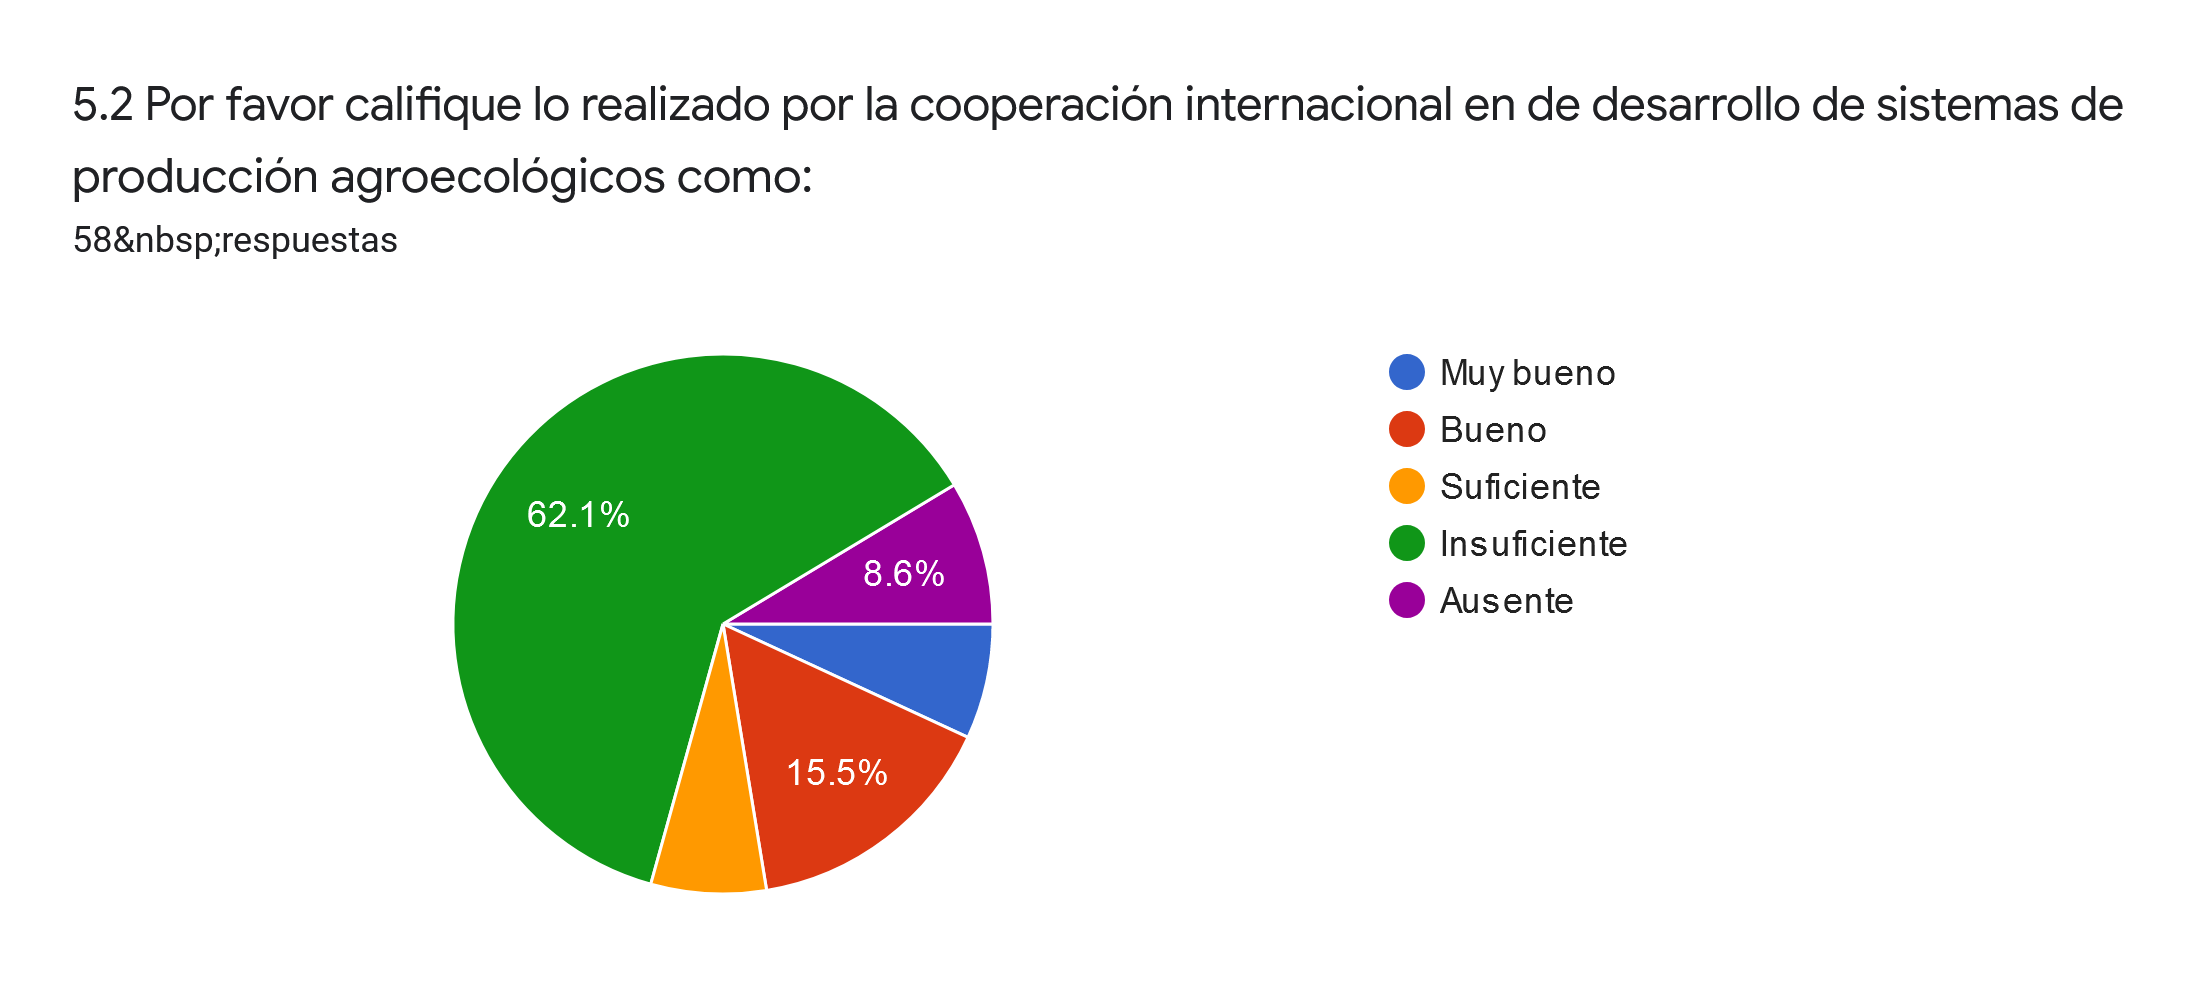 5.2 Por favor califique lo realizado por la cooperación internacional en de desarrollo de sistemas de
producción agroecológicos como:
58&nbsp;respuestas
62.1%
8.6%
15.5%
Muy bueno
Bueno
Suficiente
Insuficiente
Ausente